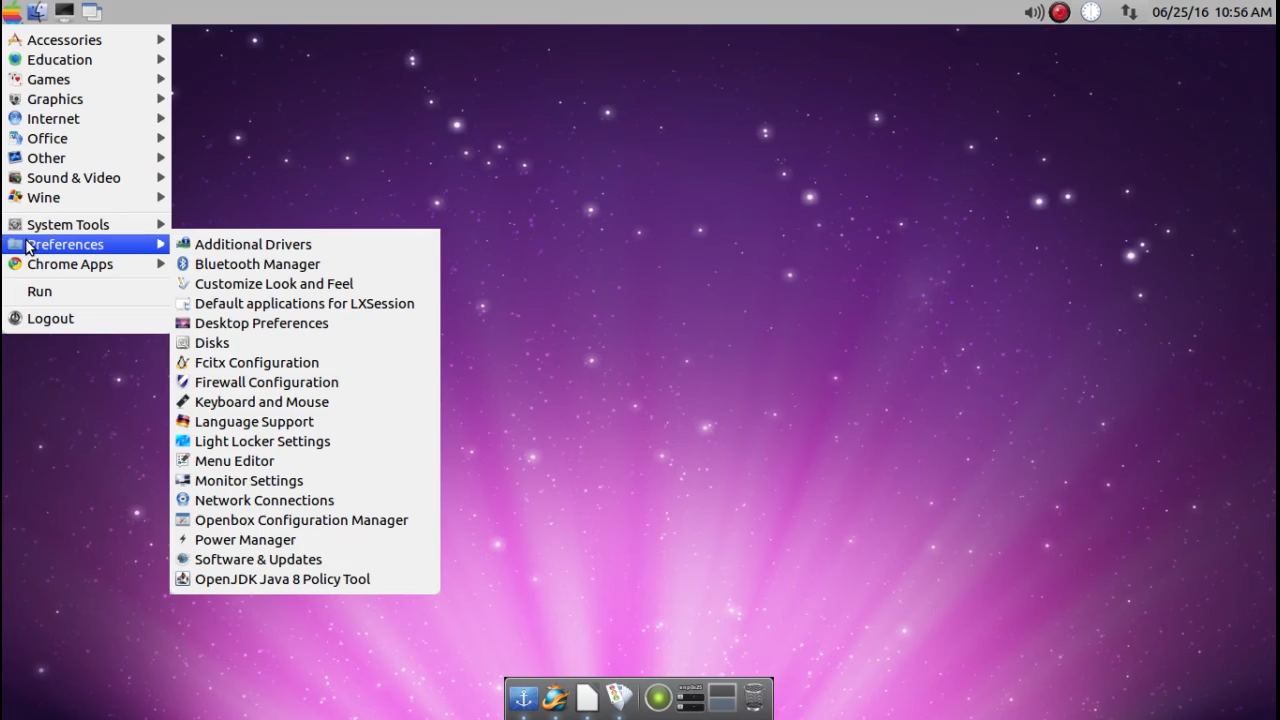 06/25/16 10:56 AM
Accessories
Education
Games
Graphics
Internet
Office
Other
Sound & Video
Wine
System Tools
Preferences
Chrome Apps
Run
Logout
Additional Drivers
Bluetooth Manager
Customize Look and Feel
Default applications for LXSession
Desktop Preferences
Disks
Fcitx Configuration
Firewall Configuration
Keyboard and Mouse
Language Support
Light Locker Settings
Menu Editor
Monitor Settings
Network Connections
Openbox Configuration Manager
Power Manager
Software & Updates
OpenJDK Java 8 Policy Tool